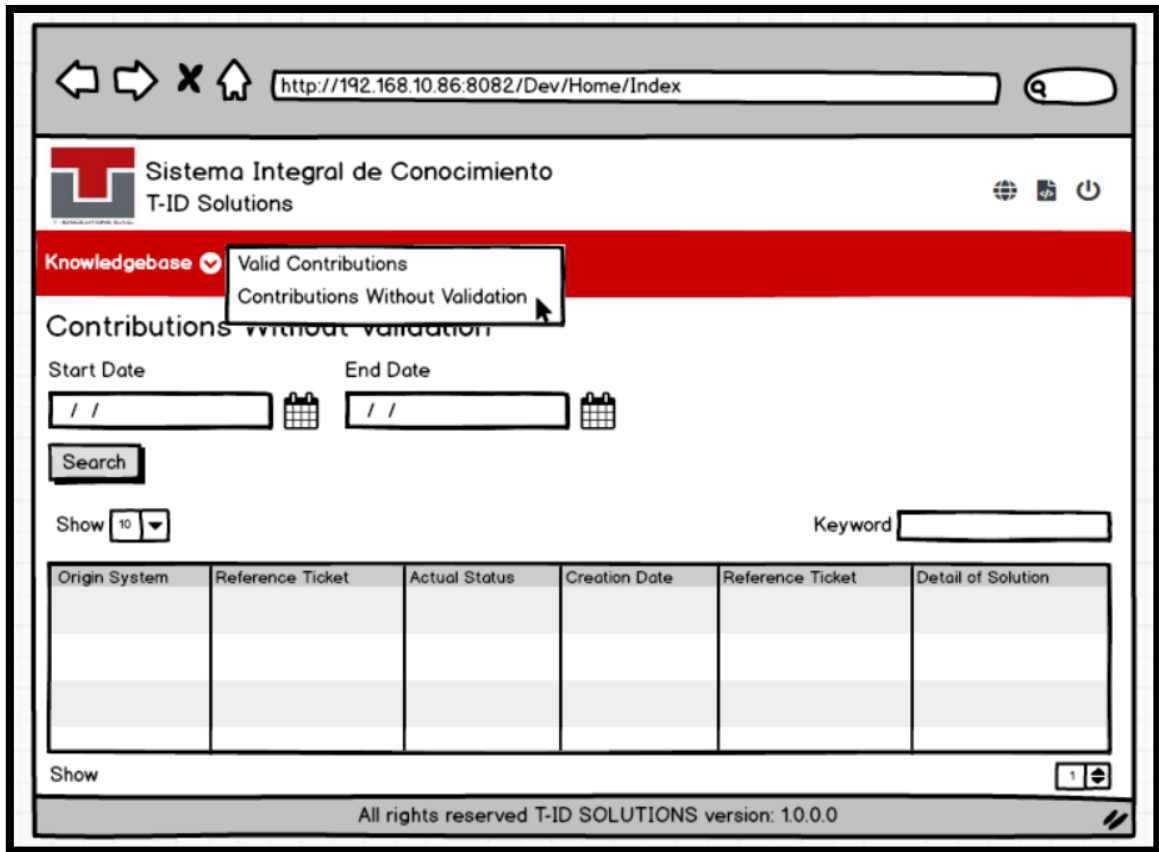 http://192.168.10.86:8082/Dev/Home/Index
Sistema Integral de Conocimiento
T-ID Solutions
Knowledgebase
Valid Contributions
Contributions Without Validation
Contributions Without Validation
Start Date End Date
/ / / /
Search
Show 10 Keyword
Origin System Reference Ticket Actual Status Creation Date Reference Ticket Detail of Solution
Show 1
All rights reserved T-ID SOLUTIONS version: 1.0.0.0